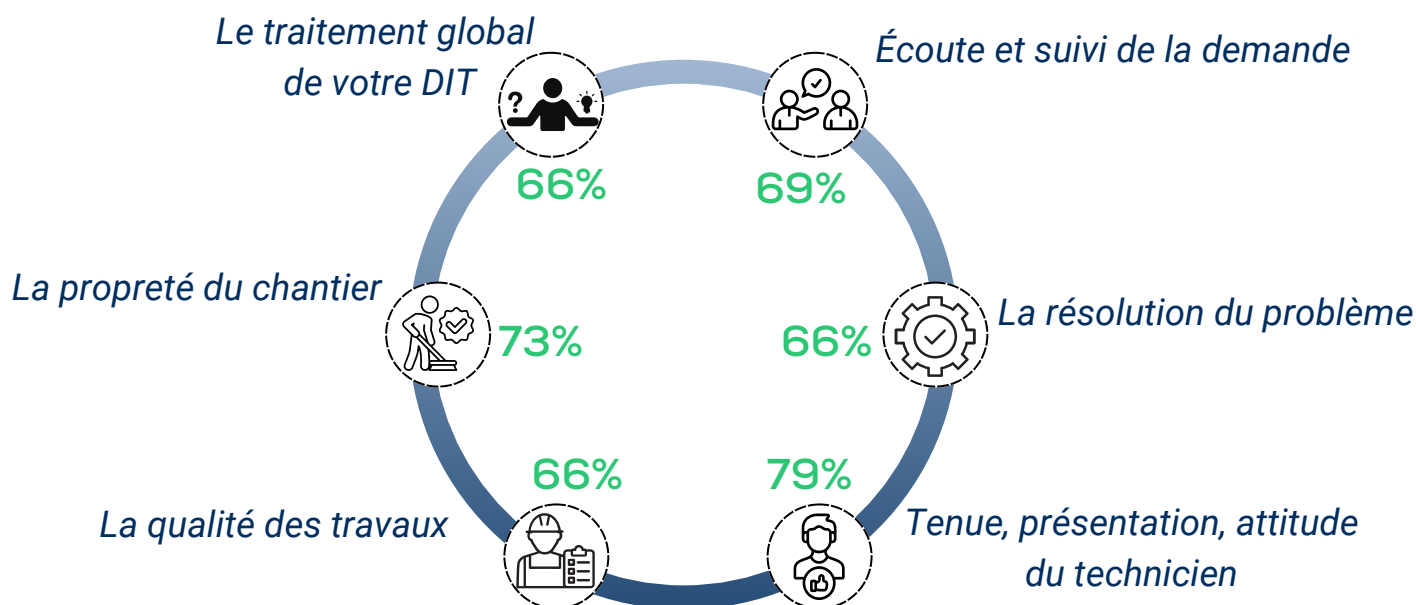 Le traitement global
de votre DIT
66%
Écoute et suivi de la demande
69%
La propreté du chantier
73%
La résolution du problème
66%
La qualité des travaux
66%
Tenue, présentation, attitude
du technicien
79%
?